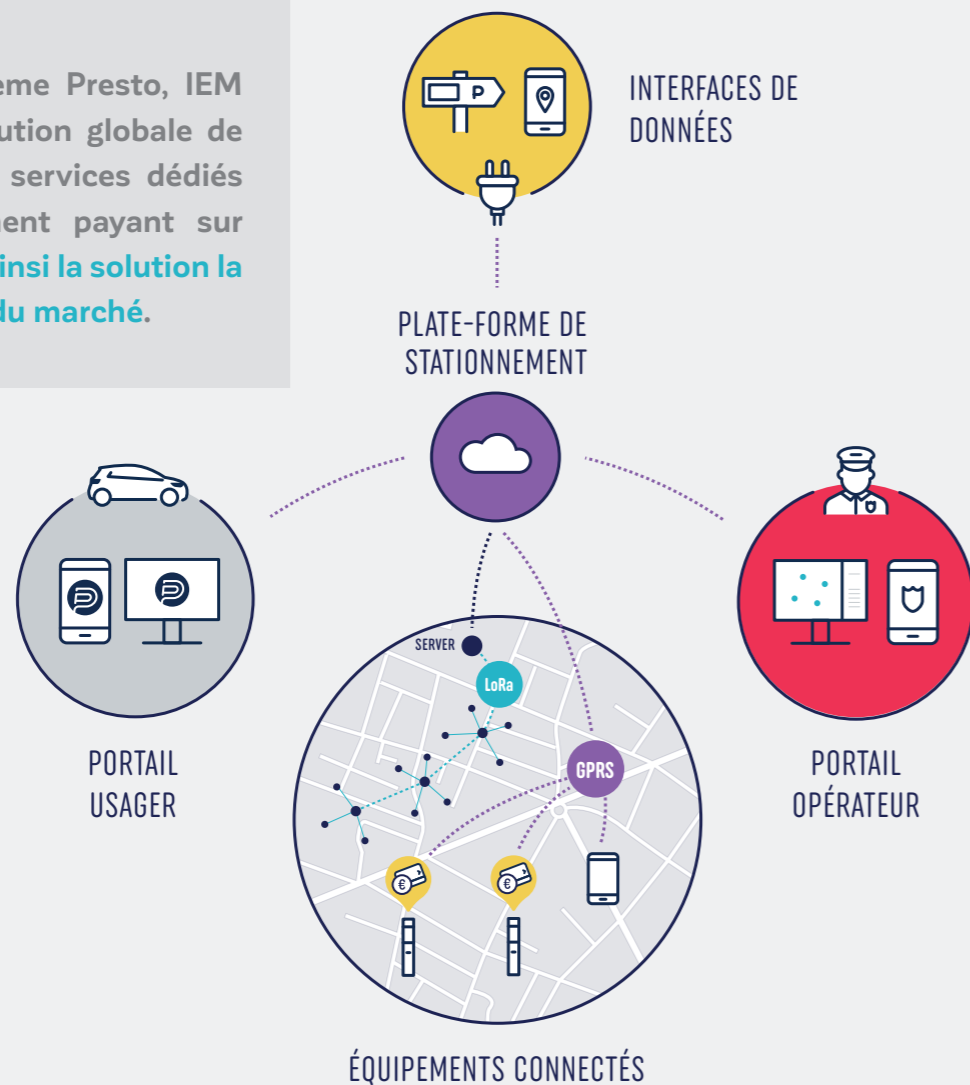 eme Presto, IEM
ution globale de
services dédiés
ent payant sur
insi la solution la
du marché.
INTERFACES DE
DONNÉES
P
PLATE-FORME DE
STATIONNEMENT
SERVER
LoRa
GPRS
€
€
PORTAIL
USAGER
PORTAIL
OPÉRATEUR
ÉQUIPEMENTS CONNECTÉS